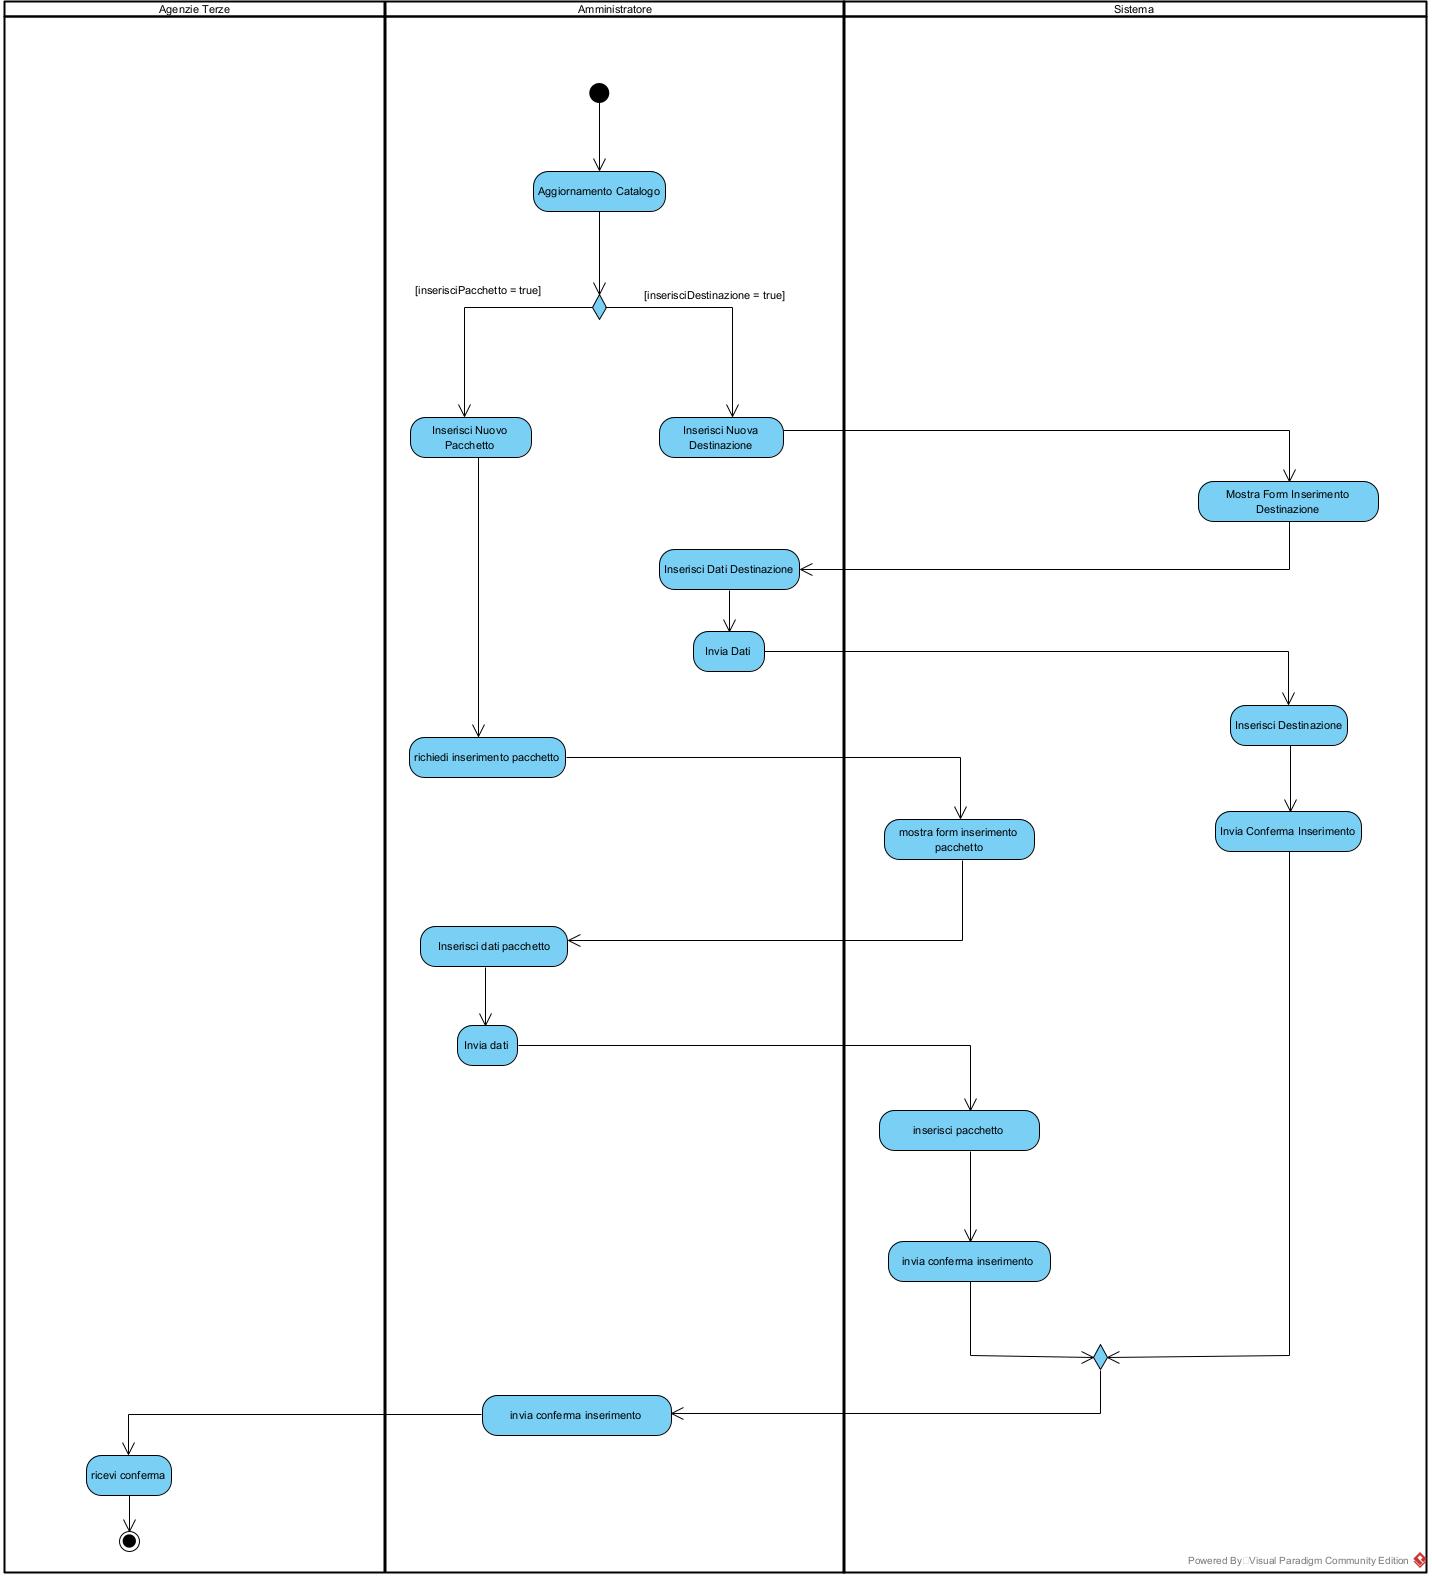 Agenzie Terze
Amministratore
Sistema
Aggiornamento Catalogo
[inserisciPacchetto = true]
[inserisciDestinazione = true]
Inserisci Nuovo
Pacchetto
Inserisci Nuova
Destinazione
Mostra Form Inserimento
Destinazione
Inserisci Dati Destinazione
Invia Dati
Inserisci Destinazione
richiedi inserimento pacchetto
mostra form inserimento
pacchetto
Invia Conferma Inserimento
Inserisci dati pacchetto
Invia dati
inserisci pacchetto
invia conferma inserimento
invia conferma inserimento
ricevi conferma
Powered By Visual Paradigm Community Edition